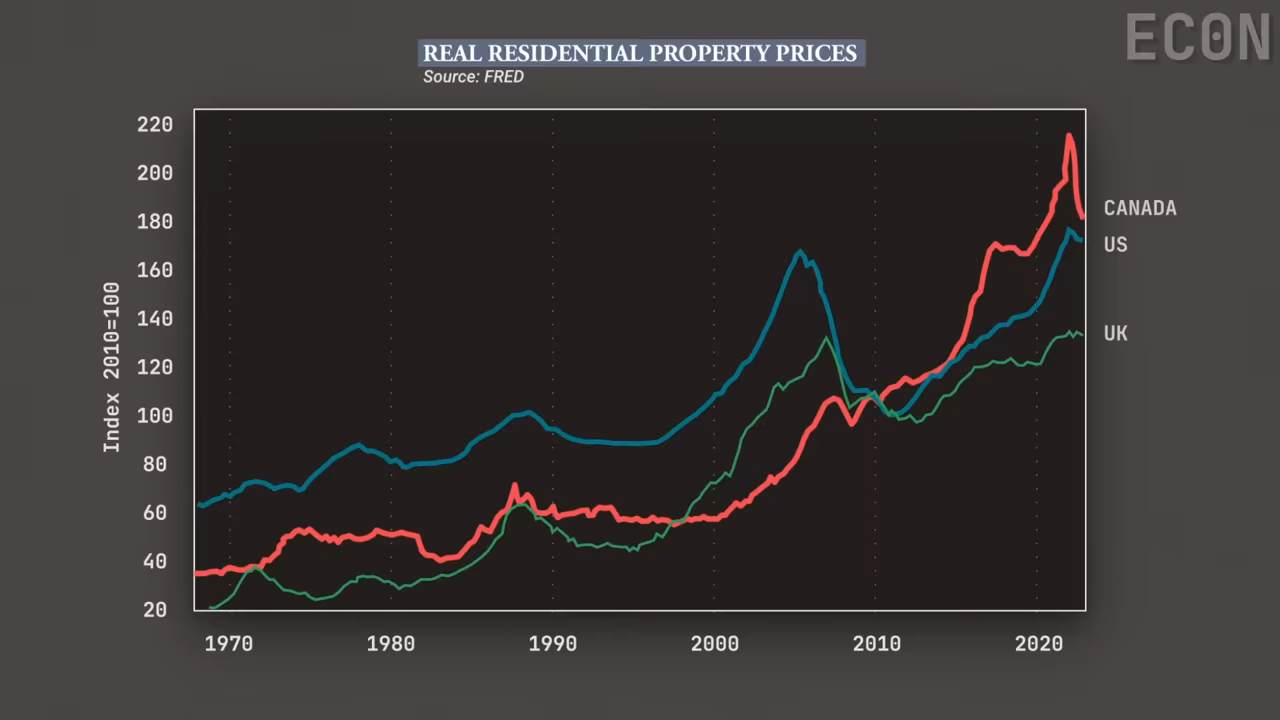 ECON
REAL RESIDENTIAL PROPERTY PRICES
Source: FRED
220
200
180
160
140
120
100
80
60
40
20
Index 2010=100
CANADA
US
UK
1970 1980 1990 2000 2010 2020